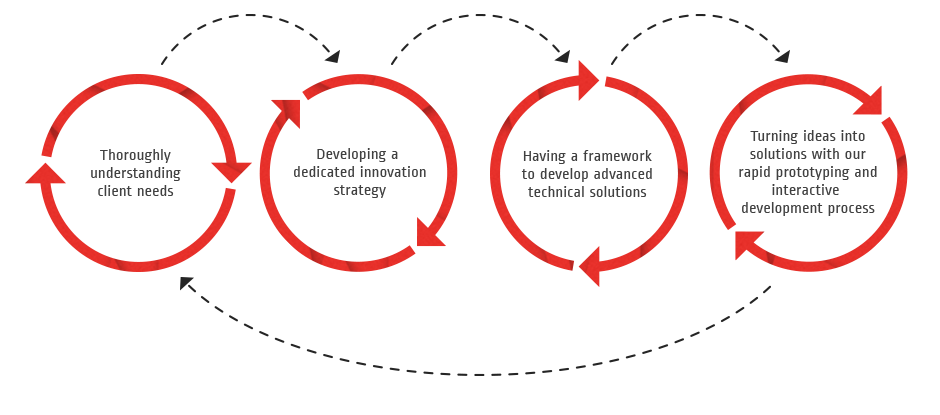 Thoroughly
understanding
client needs
Developing a
dedicated innovation
strategy
Having a framework
to develop advanced
technical solutions
Turning ideas into
solutions with our
rapid prototyping and
interactive
development process